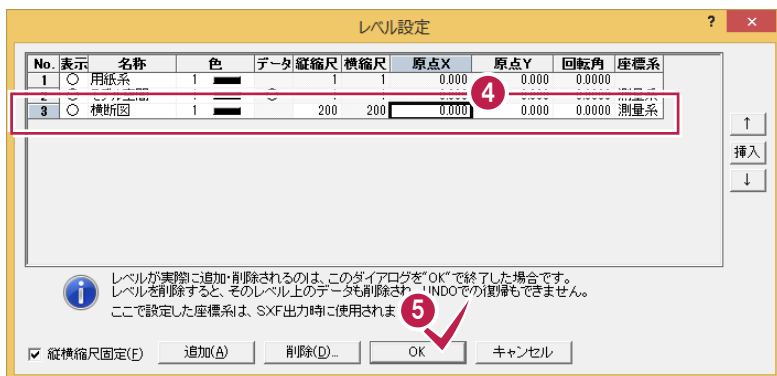 レベル設定 ? ×
No. 表示 名称 色 データ 縦縮尺 横縮尺 原点X 原点Y 回転角 座標系
1 ○ 用紙系 1 1 1 0.000 0.000 0.0000
4
3 ○ 横断図 1 200 200 0.000 0.000 0.0000 測量系
↑
挿入
↓
レベルが実際に追加・削除されるのは、このダイアログを"OK"で終了した場合です。
レベルを削除すると、そのレベル上のデータも削除され UNDOでの復帰もできません。
ここで設定した座標系は、SXF出力時に使用されま
5
縦横縮尺固定(F) 追加(A) 削除(D)... OK キャンセル